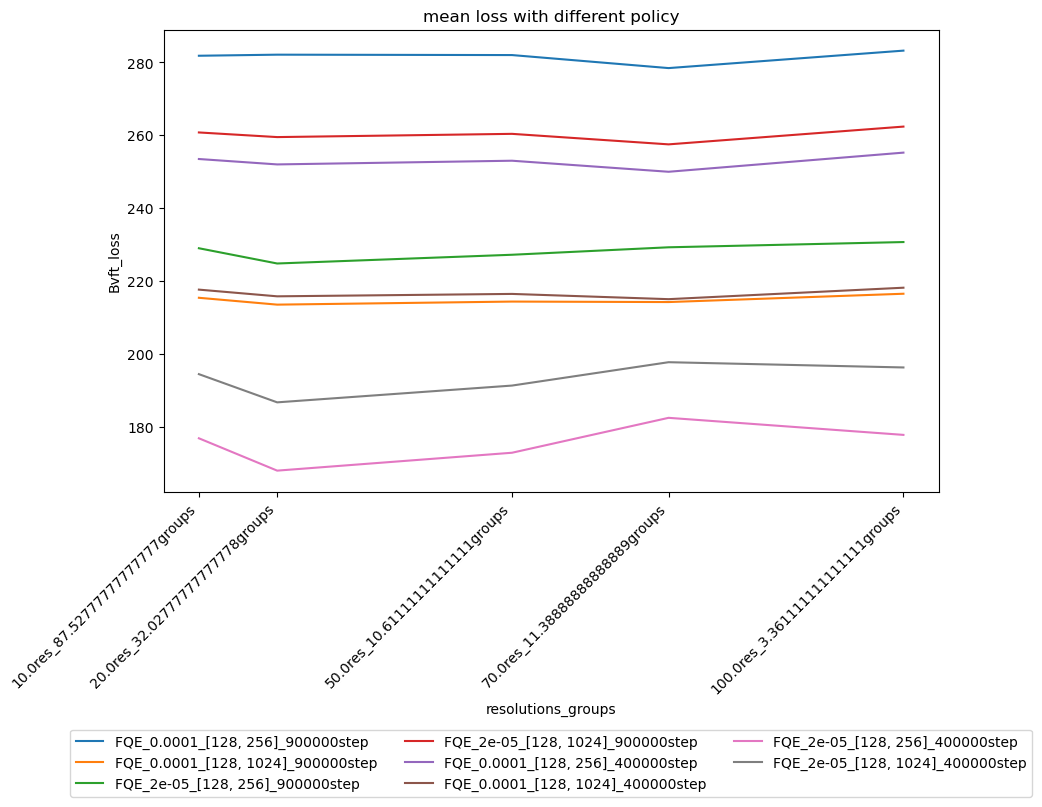 mean loss with different policy
Bvft_loss
280
260
240
220
200
180
10.0res_87.52777777777777groups
20.0res_32.02777777777778groups
50.0res_10.61111111111111groups
70.0res_11.38888888888889groups
100.0res_3.361111111111111groups
resolutions_groups
FQE_0.0001_[128, 256]_900000step
FQE_0.0001_[128, 1024]_900000step
FQE_2e-05_[128, 256]_900000step
FQE_2e-05_[128, 1024]_900000step
FQE_0.0001_[128, 256]_400000step
FQE_0.0001_[128, 1024]_400000step
FQE_2e-05_[128, 256]_400000step
FQE_2e-05_[128, 1024]_400000step